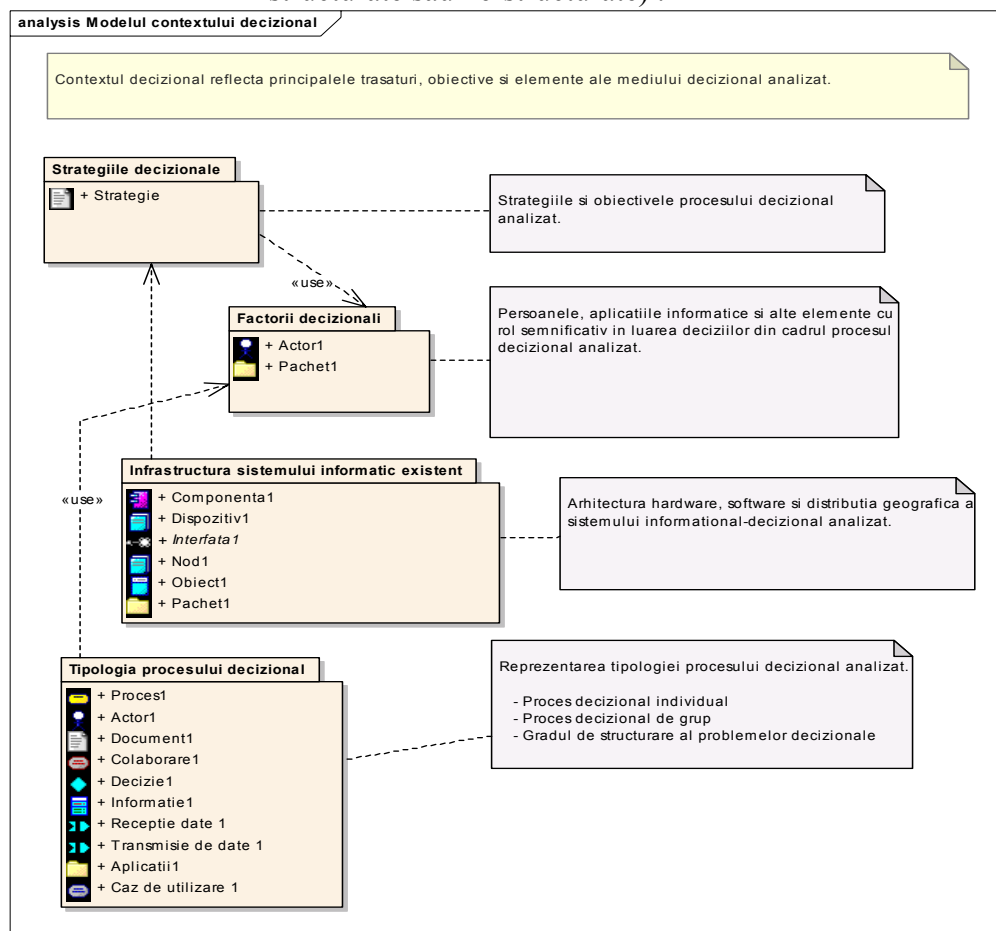 structurate sau
analysis Modelul contextului decizional
Contextul decizional reflecta principalele trasaturi, obiective si elemente ale mediului decizional analizat.
Strategiile decizionale
+ Strategie
Strategiile si obiectivele procesului decizional
analizat.
«use»
Factorii decizionali
+ Actor1
+ Pachet1
Persoanele, aplicatiile informatice si alte elemente cu
rol semnificativ in luarea deciziilor din cadrul procesul
decizional analizat.
«use»
Infrastructura sistemului informatic existent
+ Componenta1
+ Dispozitiv1
+ Interfata1
+ Nod1
+ Obiect1
+ Pachet1
Arhitectura hardware, software si distributia geografica a
sistemului informational-decizional analizat.
Tipologia procesului decizional
+ Proces1
+ Actor1
+ Document1
+ Colaborare1
+ Decizie1
+ Informatie1
+ Receptie date 1
+ Transmisie de date 1
+ Aplicatii1
+ Caz de utilizare 1
Reprezentarea tipologiei procesului decizional analizat.
- Proces decizional individual
- Proces decizional de grup
- Gradul de structurare al problemelor decizionale